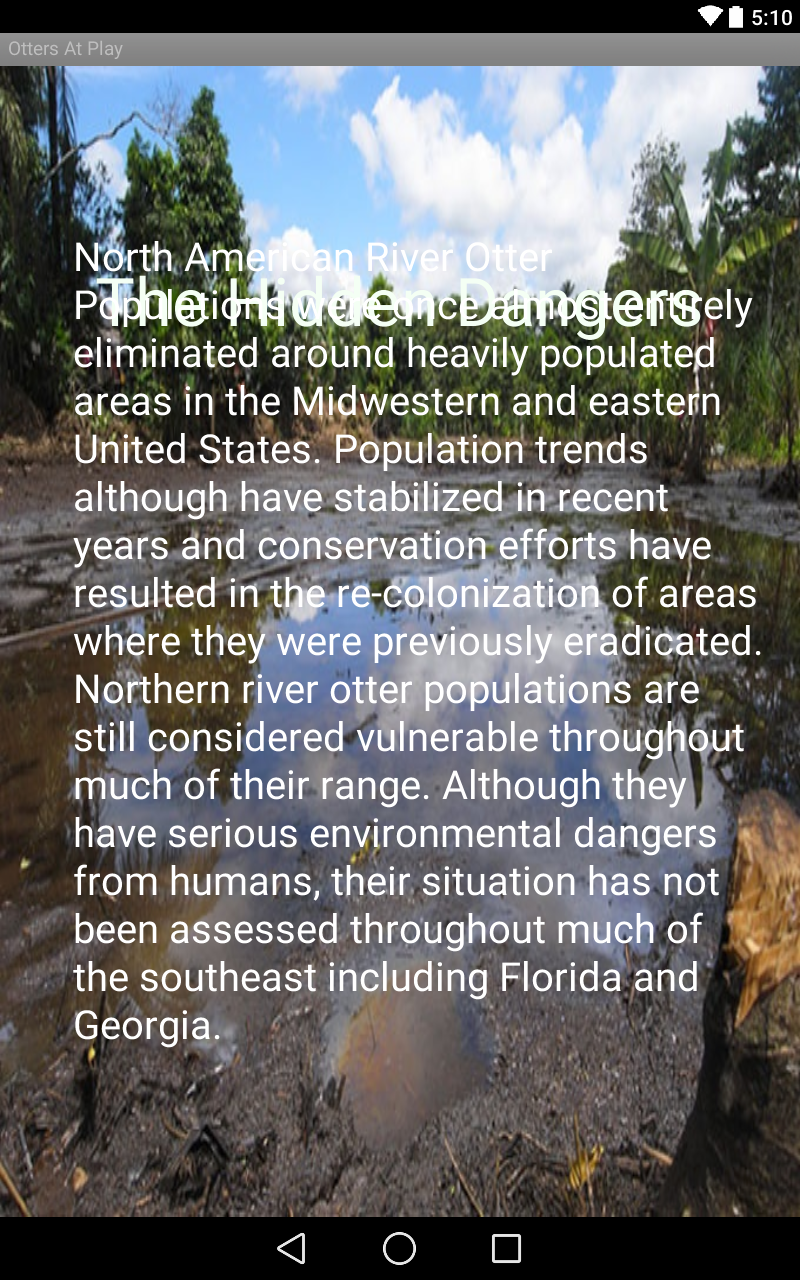 5:10
Otters At Play
North American River Otter
The Hidden Dangers
Populations were once almost entirely
eliminated around heavily populated
areas in the Midwestern and eastern
United States. Population trends
although have stabilized in recent
years and conservation efforts have
resulted in the re-colonization of areas
where they were previously eradicated.
Northern river otter populations are
still considered vulnerable throughout
much of their range. Although they
have serious environmental dangers
from humans, their situation has not
been assessed throughout much of
the southeast including Florida and
Georgia.